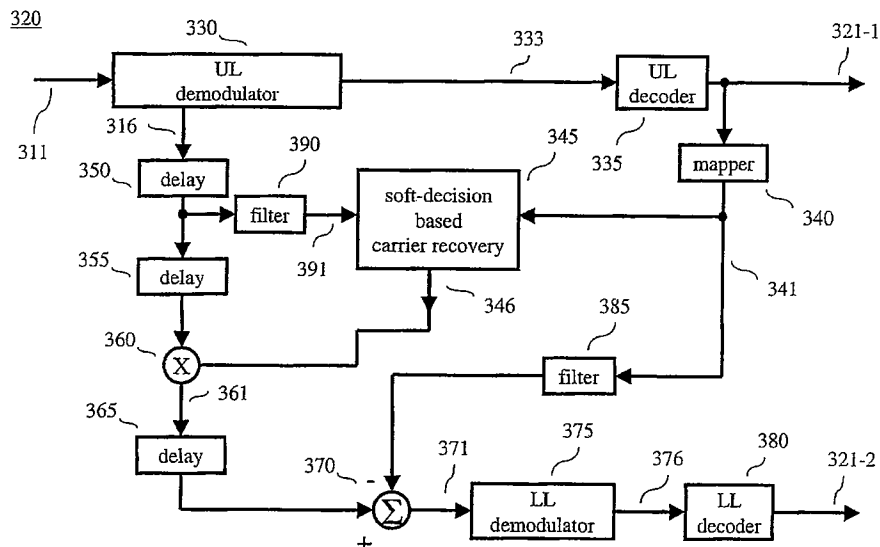 320
330
333
321-1
UL
demodulator
UL
decoder
316
311
390
345
335
mapper
350
delay
340
filter
soft-decision
based
carrier recovery
391
355
delay
346
341
385
360
X
filter
361
365
375
380
delay
371
376
321-2
370
-
Σ
LL
demodulator
LL
decoder
+